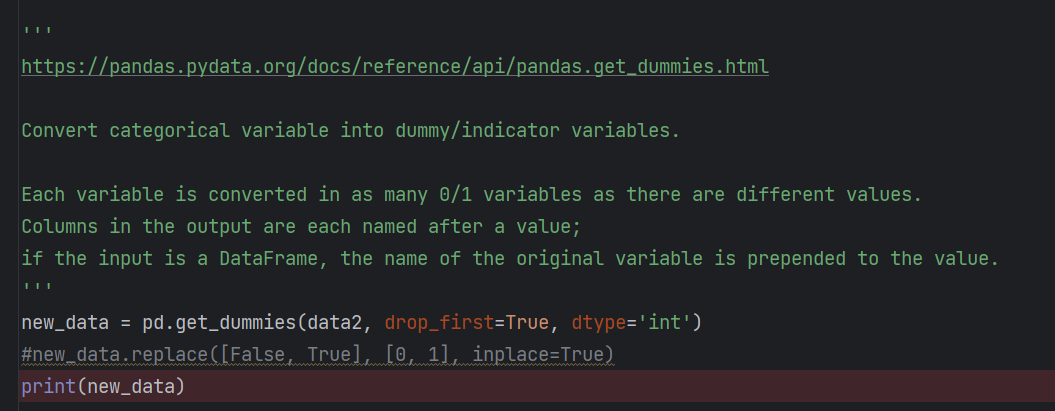 '''
https://pandas.pydata.org/docs/reference/api/pandas.get_dummies.html
Convert categorical variable into dummy/indicator variables.
Each variable is converted in as many 0/1 variables as there are different values.
Columns in the output are each named after a value;
if the input is a DataFrame, the name of the original variable is prepended to the value.
'''
new_data = pd.get_dummies(data2, drop_first=True, dtype='int')
#new_data.replace([False, True], [0, 1], inplace=True)
print(new_data)